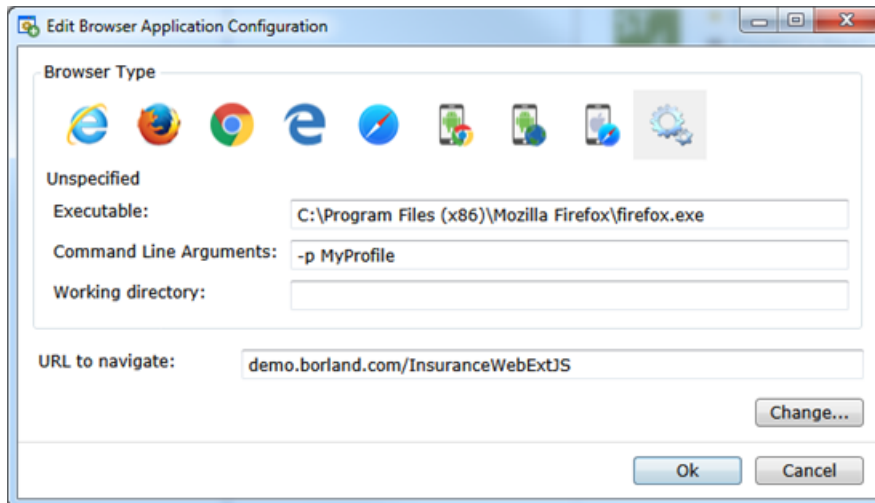 Edit Browser Application Configuration
Browser Type
Unspecified
Executable: C:\Program Files (x86)\Mozilla Firefox\firefox.exe
Command Line Arguments: -p MyProfile
Working directory:
URL to navigate: demo.borland.com/InsuranceWebExtJS
Change...
Ok Cancel